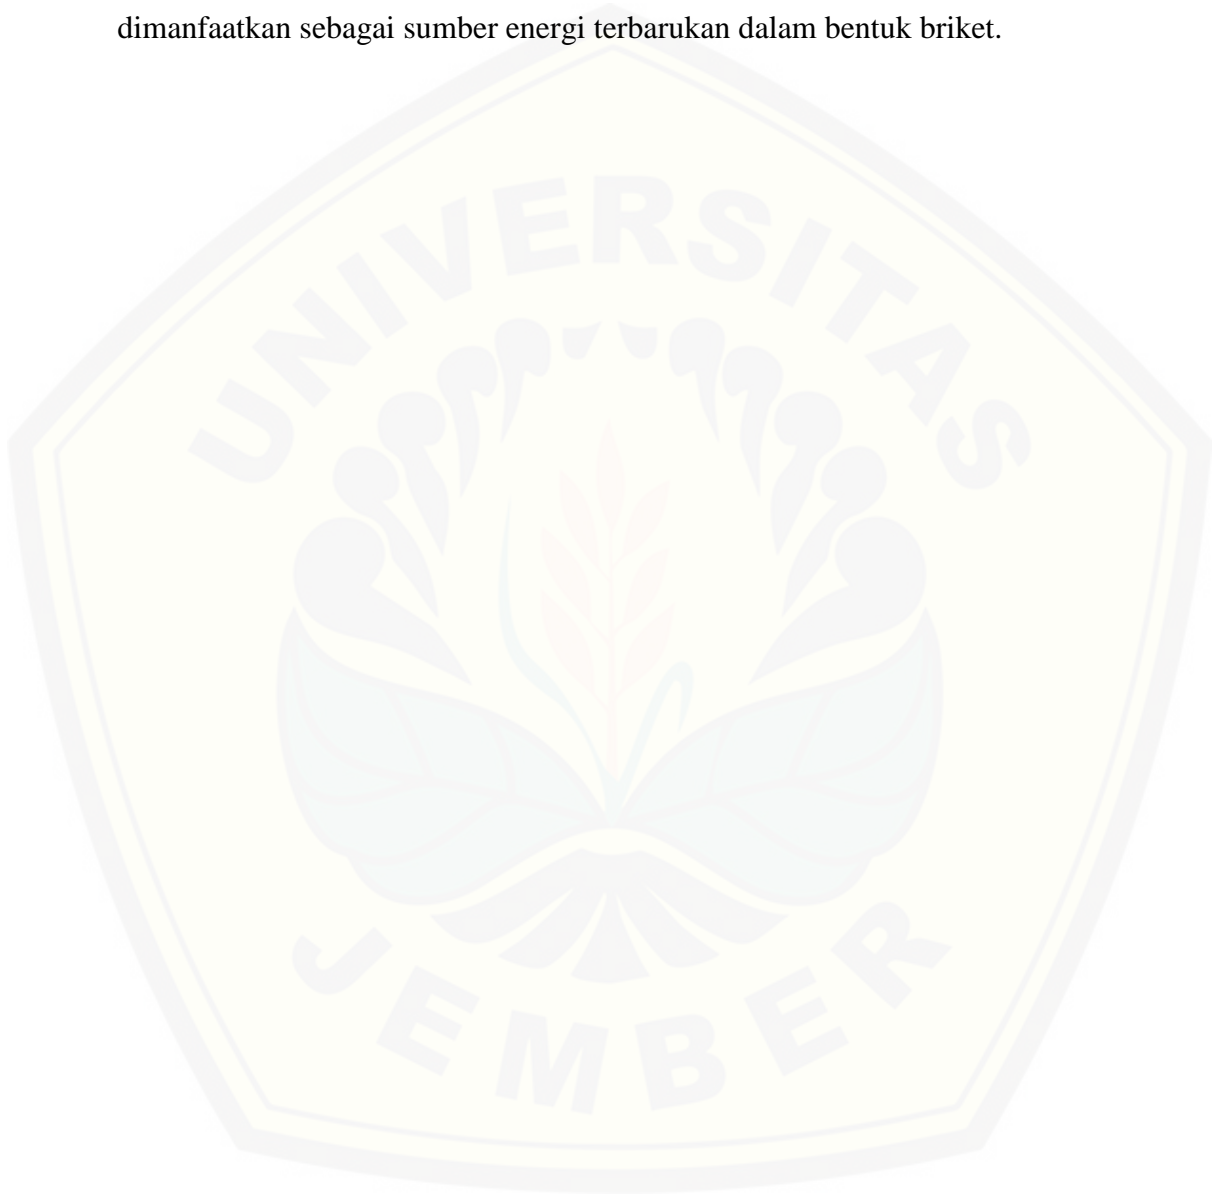 dimanfaatkan sebagai sumber energi terbarukan dalam bentuk briket.
UNIVERSITAS
JEMBER